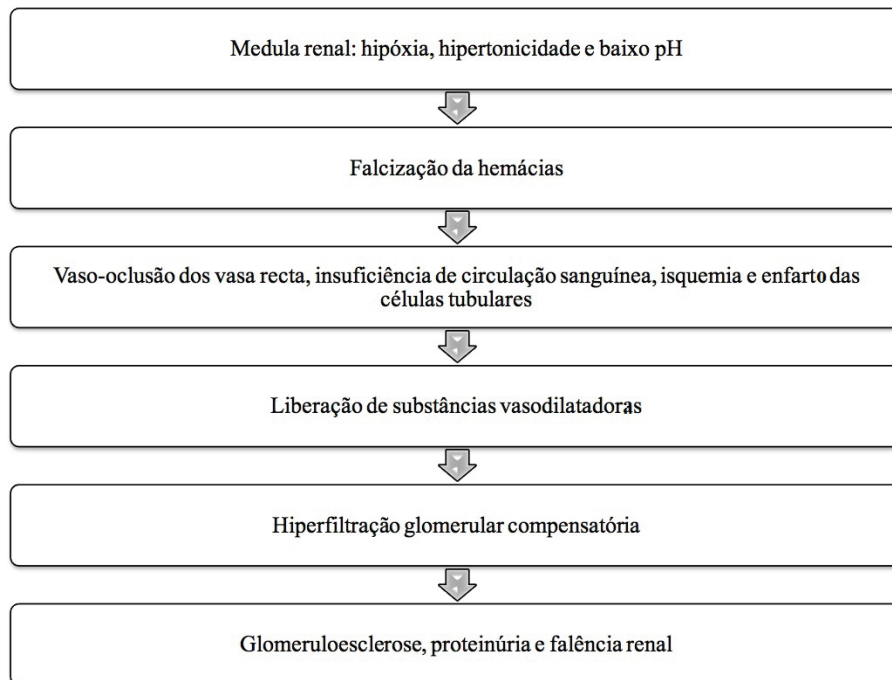 Medula renal: hipóxia, hipertonicidade e baixo pH
Falcização da hemácias
Vaso-oclusão dos vasa recta, insuficiência de circulação sanguínea, isquemia e enfarto das
células tubulares
Liberação de substâncias vasodilatadoras
Hiperfiltração glomerular compensatória
Glomeruloesclerose, proteinúria e falência renal